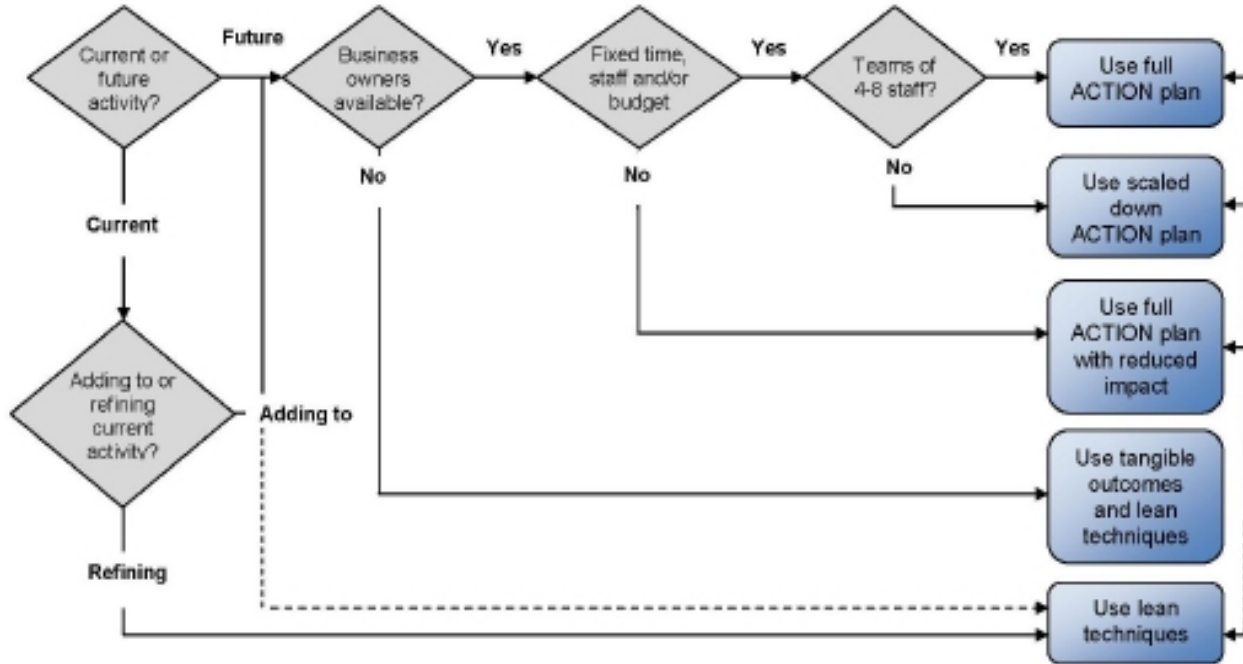 Current or
future
activity?
Future
Business
owners
available?
Yes
Fixed time,
staff and/or
budget
Yes
Teams of
4-8 staff?
Yes
Use full
ACTION plan
No
No
No
Use scaled
down
ACTION plan
Current
Use full
ACTION plan
with reduced
impact
Adding to or
refining
current
activity?
Adding to
Use tangible
outcomes
and lean
techniques
Refining
Use lean
techniques